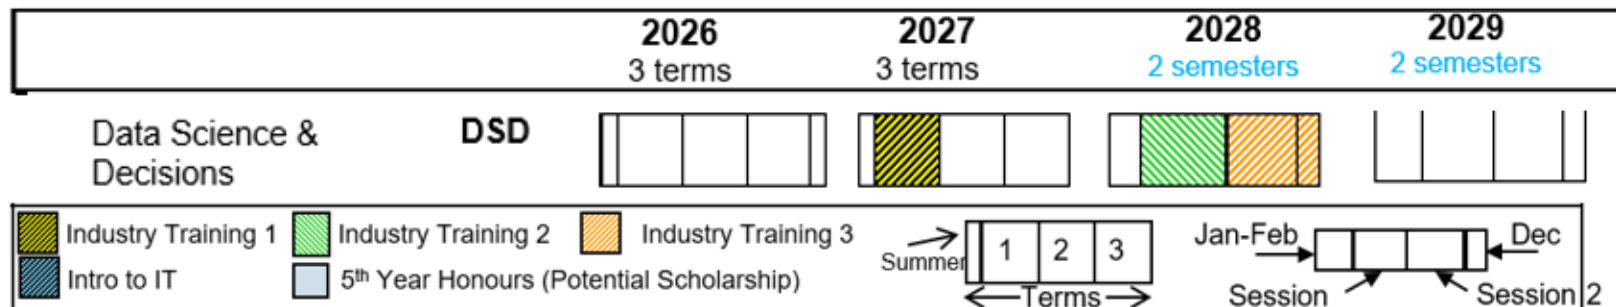 2026 2027 2028 2029
3 terms 3 terms 2 semesters 2 semesters
Data Science & DSD
Decisions
Industry Training 1 Industry Training 2 Industry Training 3
Intro to IT 5th Year Honours (Potential Scholarship)
Summer 1 2 3
Terms
Jan-Feb Dec
Session Session 2